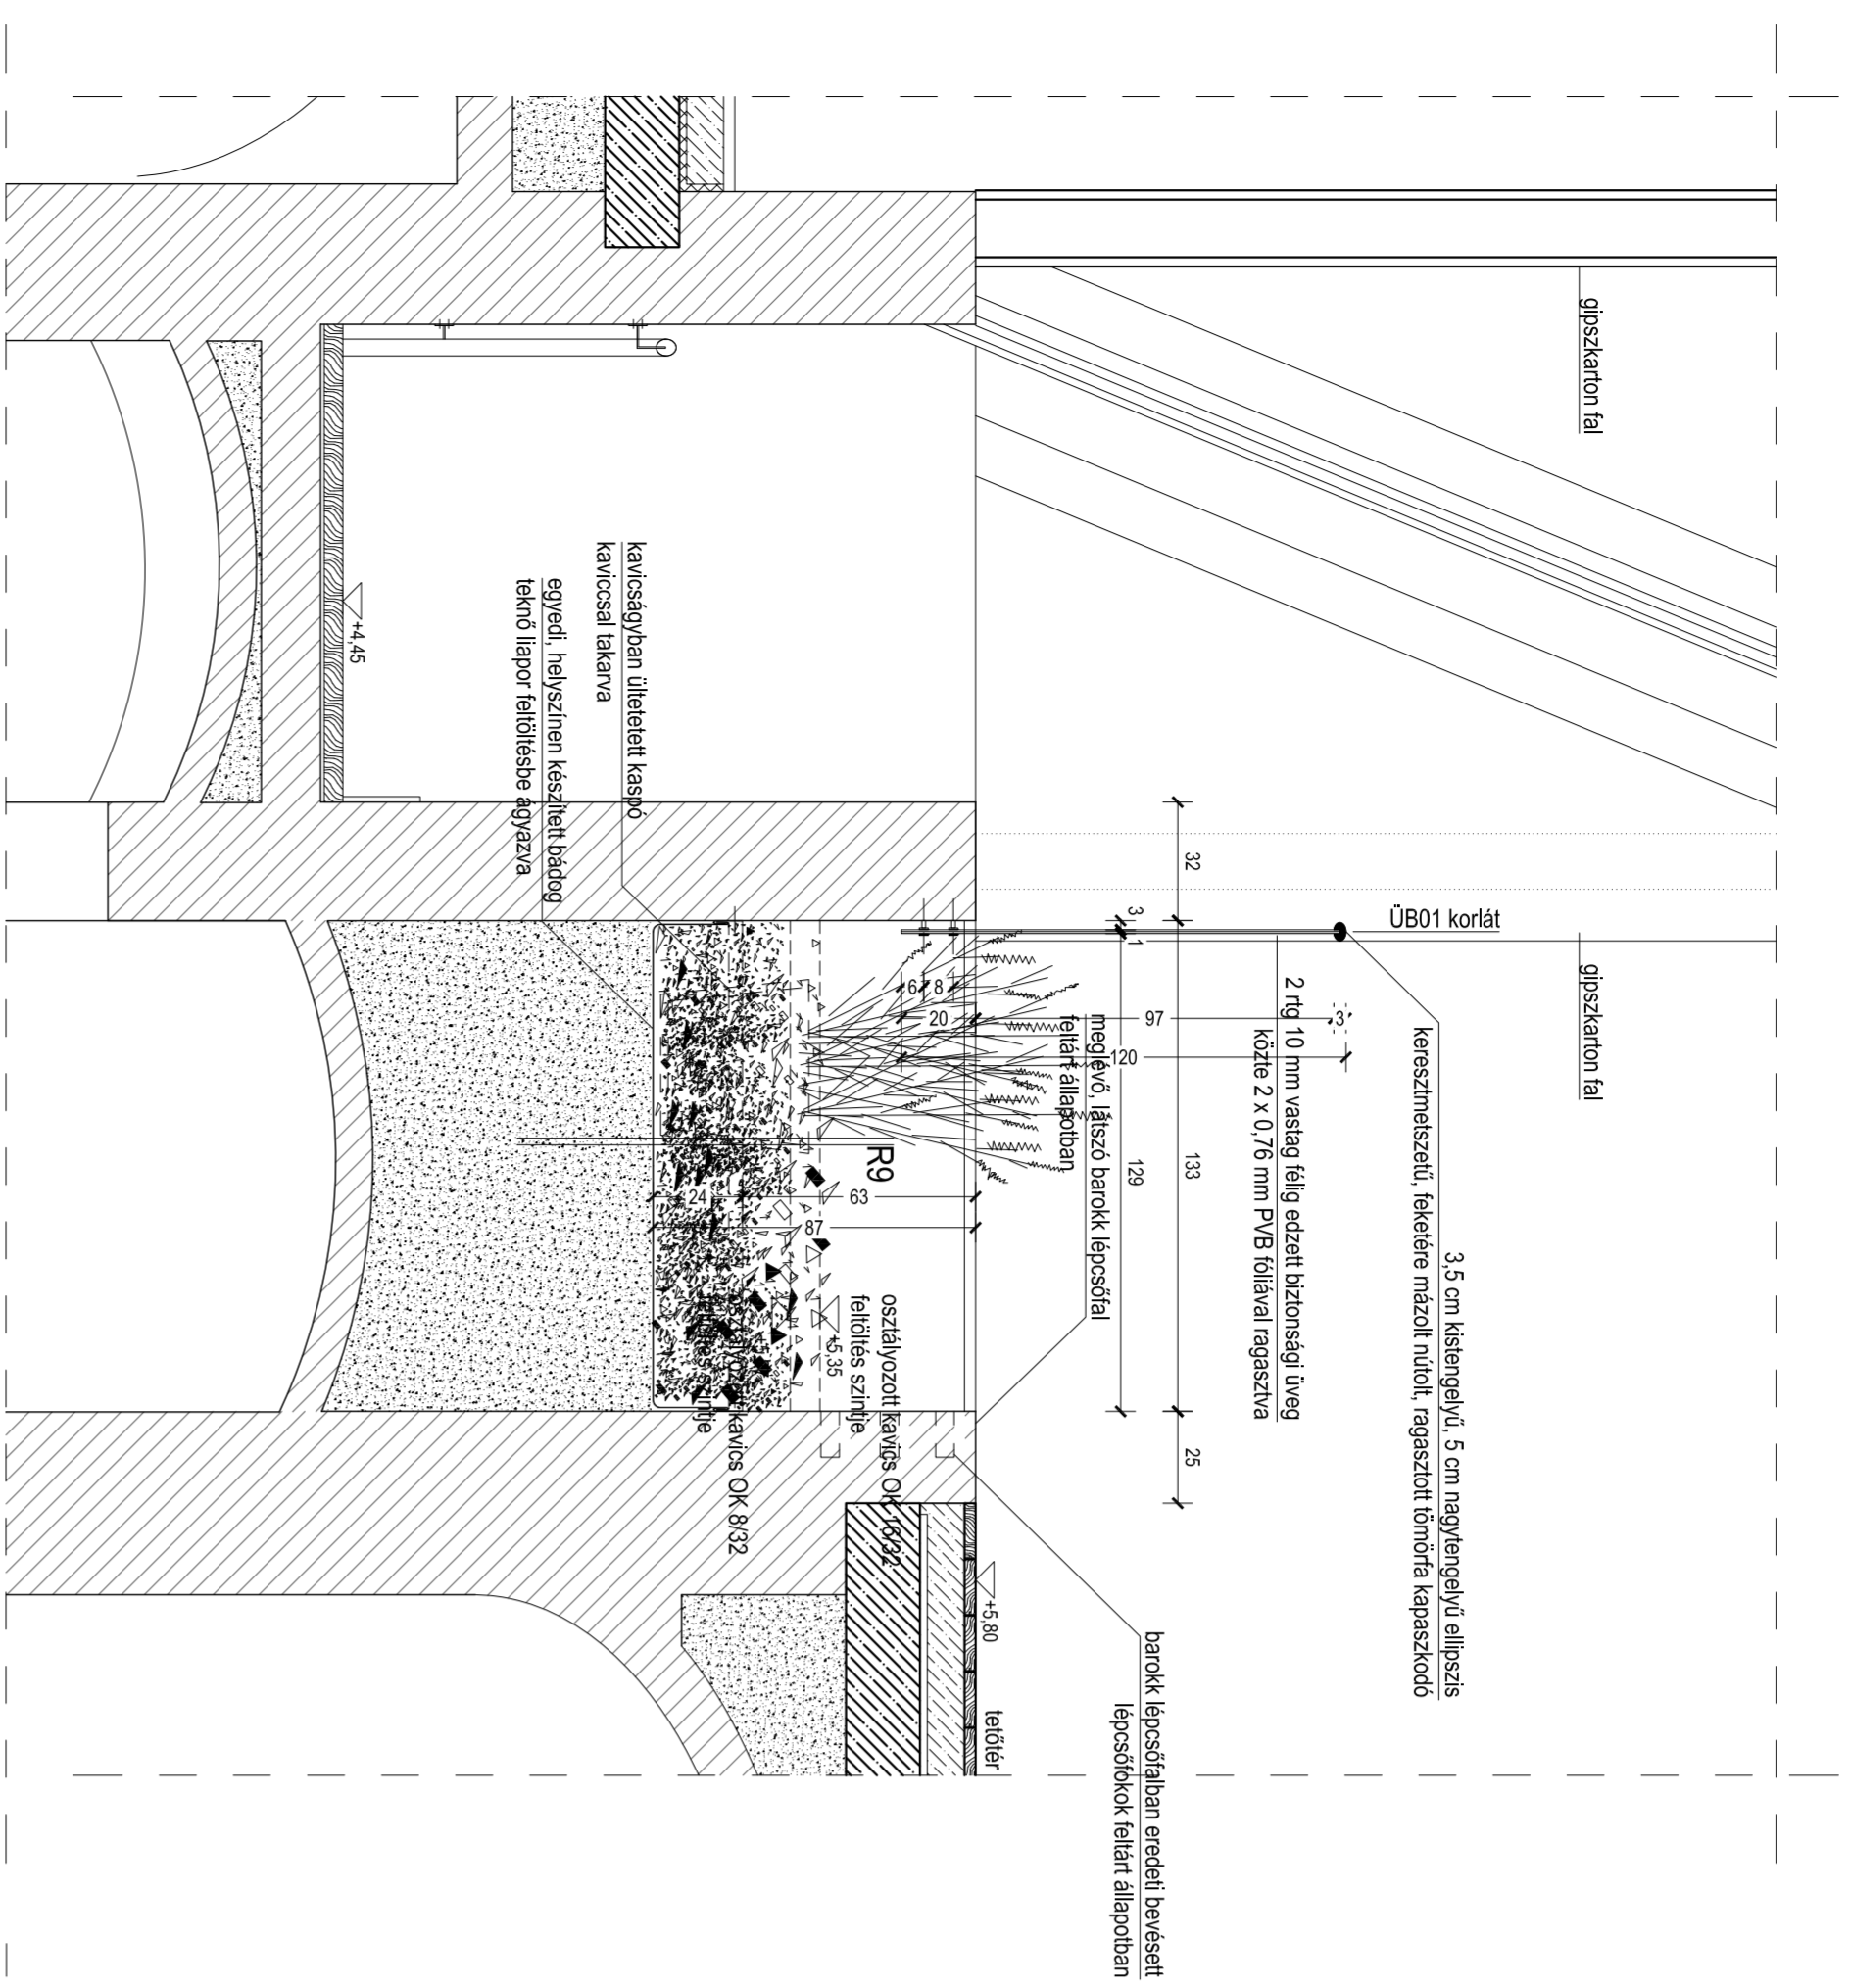 gipszkarton fal
ÜB01 korlát
gipszkarton fal
3,5 cm kistengelyű, 5 cm nagytengelyű ellipszis
keresztmetszetű, feketére mázolt nútolt, ragasztott tömörfa kapaszkodó
2 rtg 10 mm vastag félig edzett biztonsági üveg
közte 2 x 0,76 mm PVB fóliával ragasztva
32
133
25
3
1
129
barokk lépcsőfalban eredeti bevésett
lépcsőfokok feltárt állapotban
meglévő, látszó barokk lépcsőfal
feltárt állapotban
3
97
20
120
6
8
+5,80
tetőtér
R9
63
24
87
osztályozott kavics OK 16/32
feltöltés szintje
+5,35
osztályozott kavics OK 8/32
feltöltés szintje
kavicságyban ültetetett kaspó
kaviccsal takarva
egyedi, helyszínen készített bádog
teknő liapor feltöltésbe ágyazva
+4,45